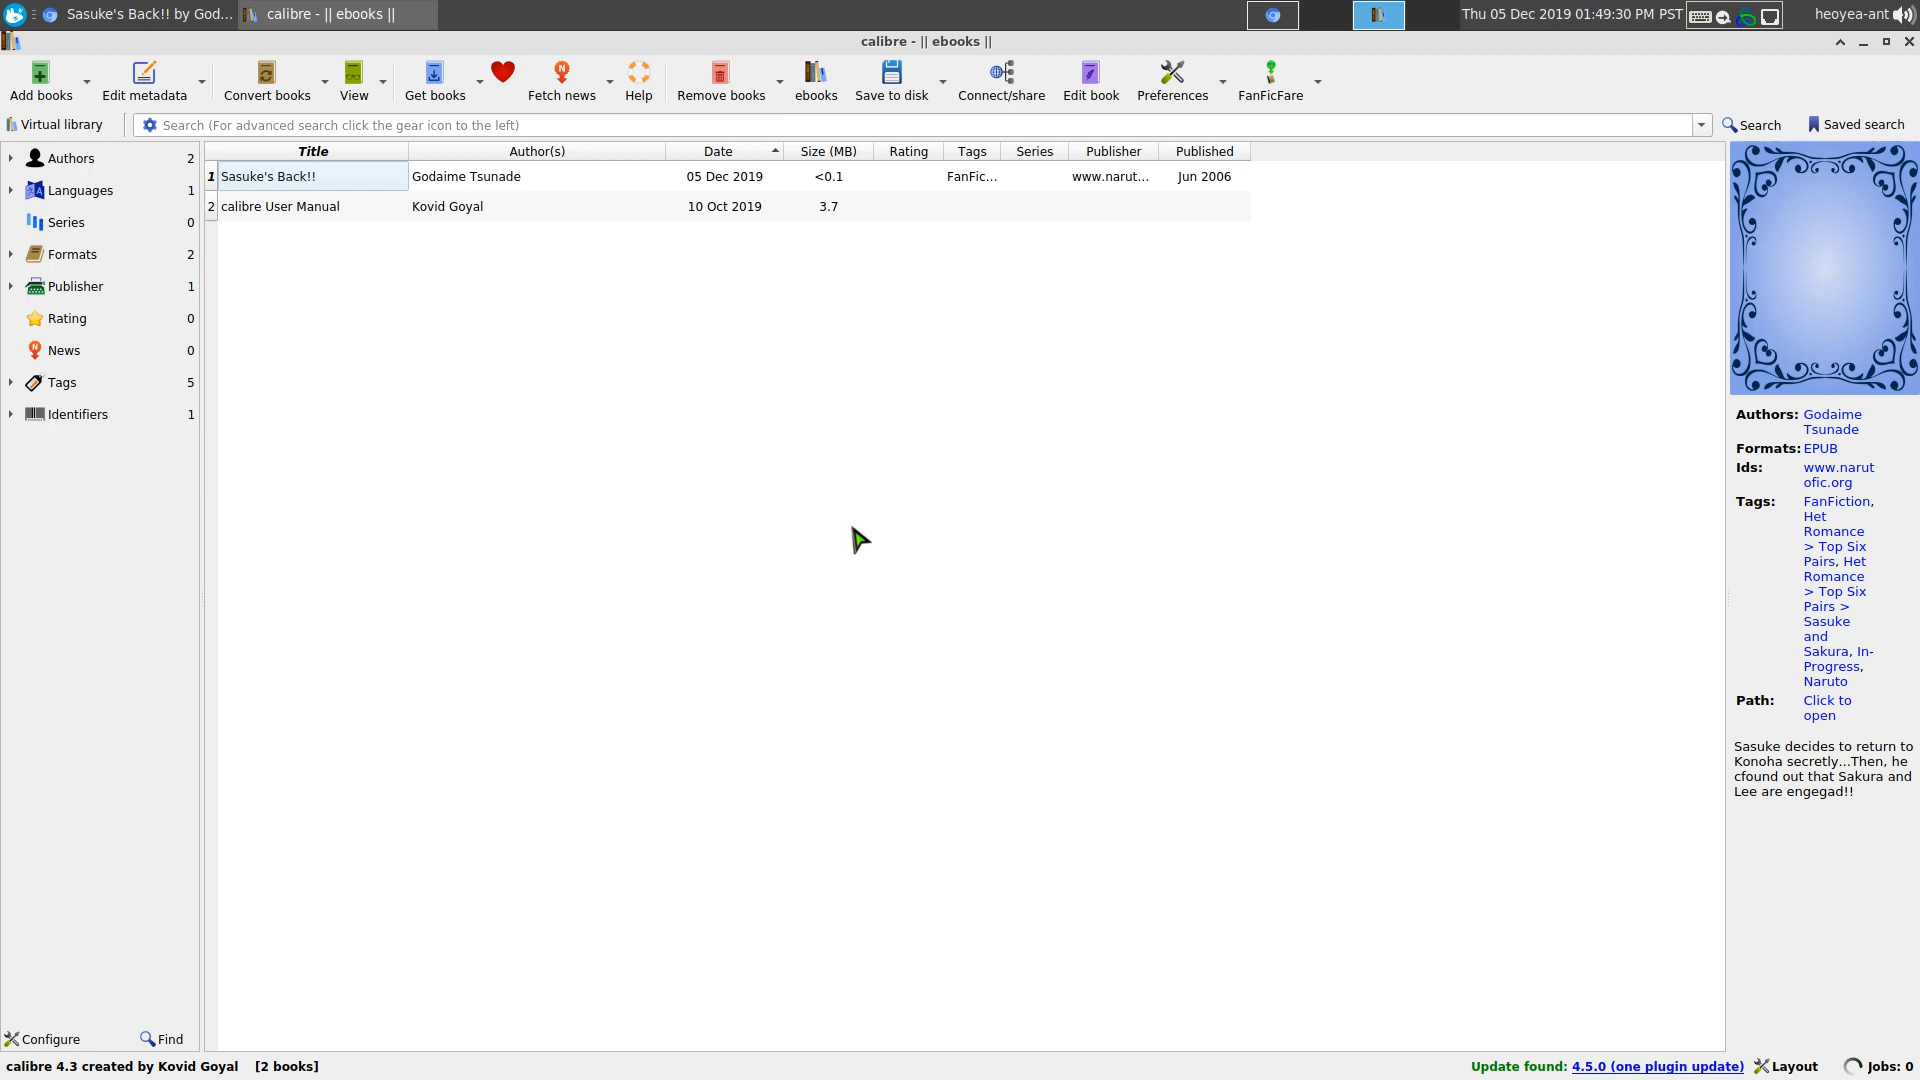 Sasuke's Back!! by God...
calibre - || ebooks ||
Thu 05 Dec 2019 01:49:30 PM PST
heoyea-ant
calibre - || ebooks ||
Add books
Edit metadata
Convert books
View
Get books
Fetch news
Help
Remove books
ebooks
Save to disk
Connect/share
Edit book
Preferences
FanFicFare
Virtual library
Search (For advanced search click the gear icon to the left)
Search
Saved search
Authors 2
Languages 1
Series 0
Formats 2
Publisher 1
Rating 0
News 0
Tags 5
Identifiers 1
Title Author(s) Date Size (MB) Rating Tags Series Publisher Published
1 Sasuke's Back!! Godaime Tsunade 05 Dec 2019 <0.1 FanFic... www.narut... Jun 2006
2 calibre User Manual Kovid Goyal 10 Oct 2019 3.7
Authors: Godaime
Tsunade
Formats: EPUB
Ids: www.narut
ofic.org
Tags: FanFiction,
Het
Romance
> Top Six
Pairs, Het
Romance
> Top Six
Pairs >
Sasuke
and
Sakura, In-
Progress,
Naruto
Path: Click to
open
Sasuke decides to return to
Konoha secretly...Then, he
cfound out that Sakura and
Lee are engegad!!
Configure
Find
calibre 4.3 created by Kovid Goyal [2 books]
Update found: 4.5.0 (one plugin update)
Layout
Jobs: 0